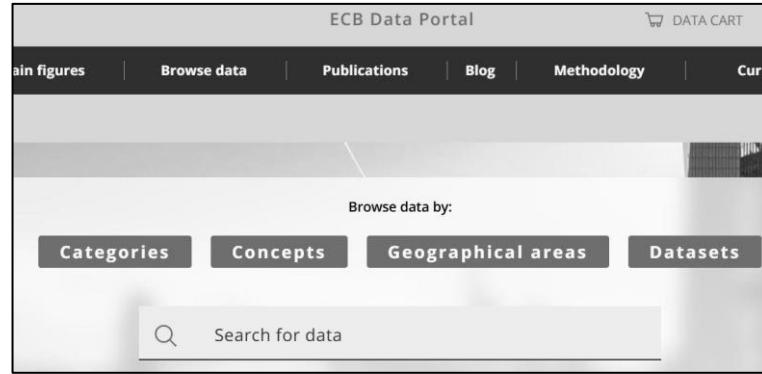 ECB Data Portal DATA CART
ain figures Browse data Publications Blog Methodology Cur
Browse data by:
Categories Concepts Geographical areas Datasets
Search for data